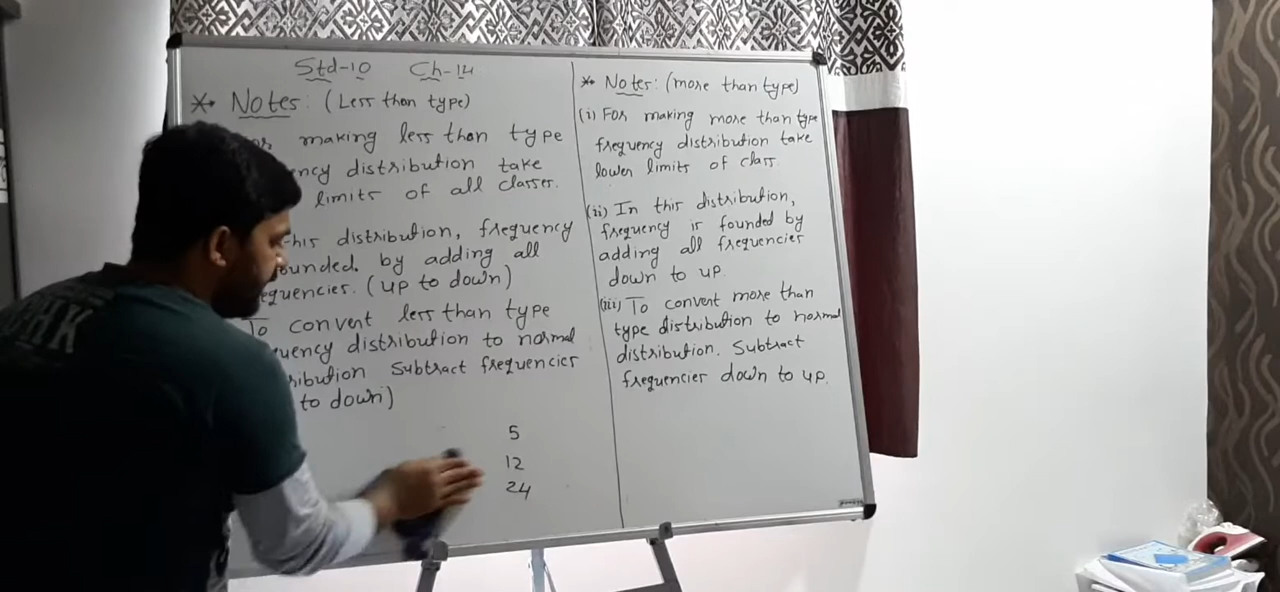 Std-10 Ch-14
* Notes: (Less than type)
making less than type
ency distribution take
limits of all classes.
this distribution, frequency
ounded by adding all
equencies. (up to down)
To convert less than type
uency distribution to normal
ribution Subtract frequencies
to down)
5
12
24
* Notes: (more than type)
(i) For making more than type
frequency distribution take
lower limits of class.
(ii) In this distribution,
frequency is founded by
adding all frequencies
down to up.
(iii) To convert more than
type distribution to normal
distribution. Subtract
frequencies down to up.